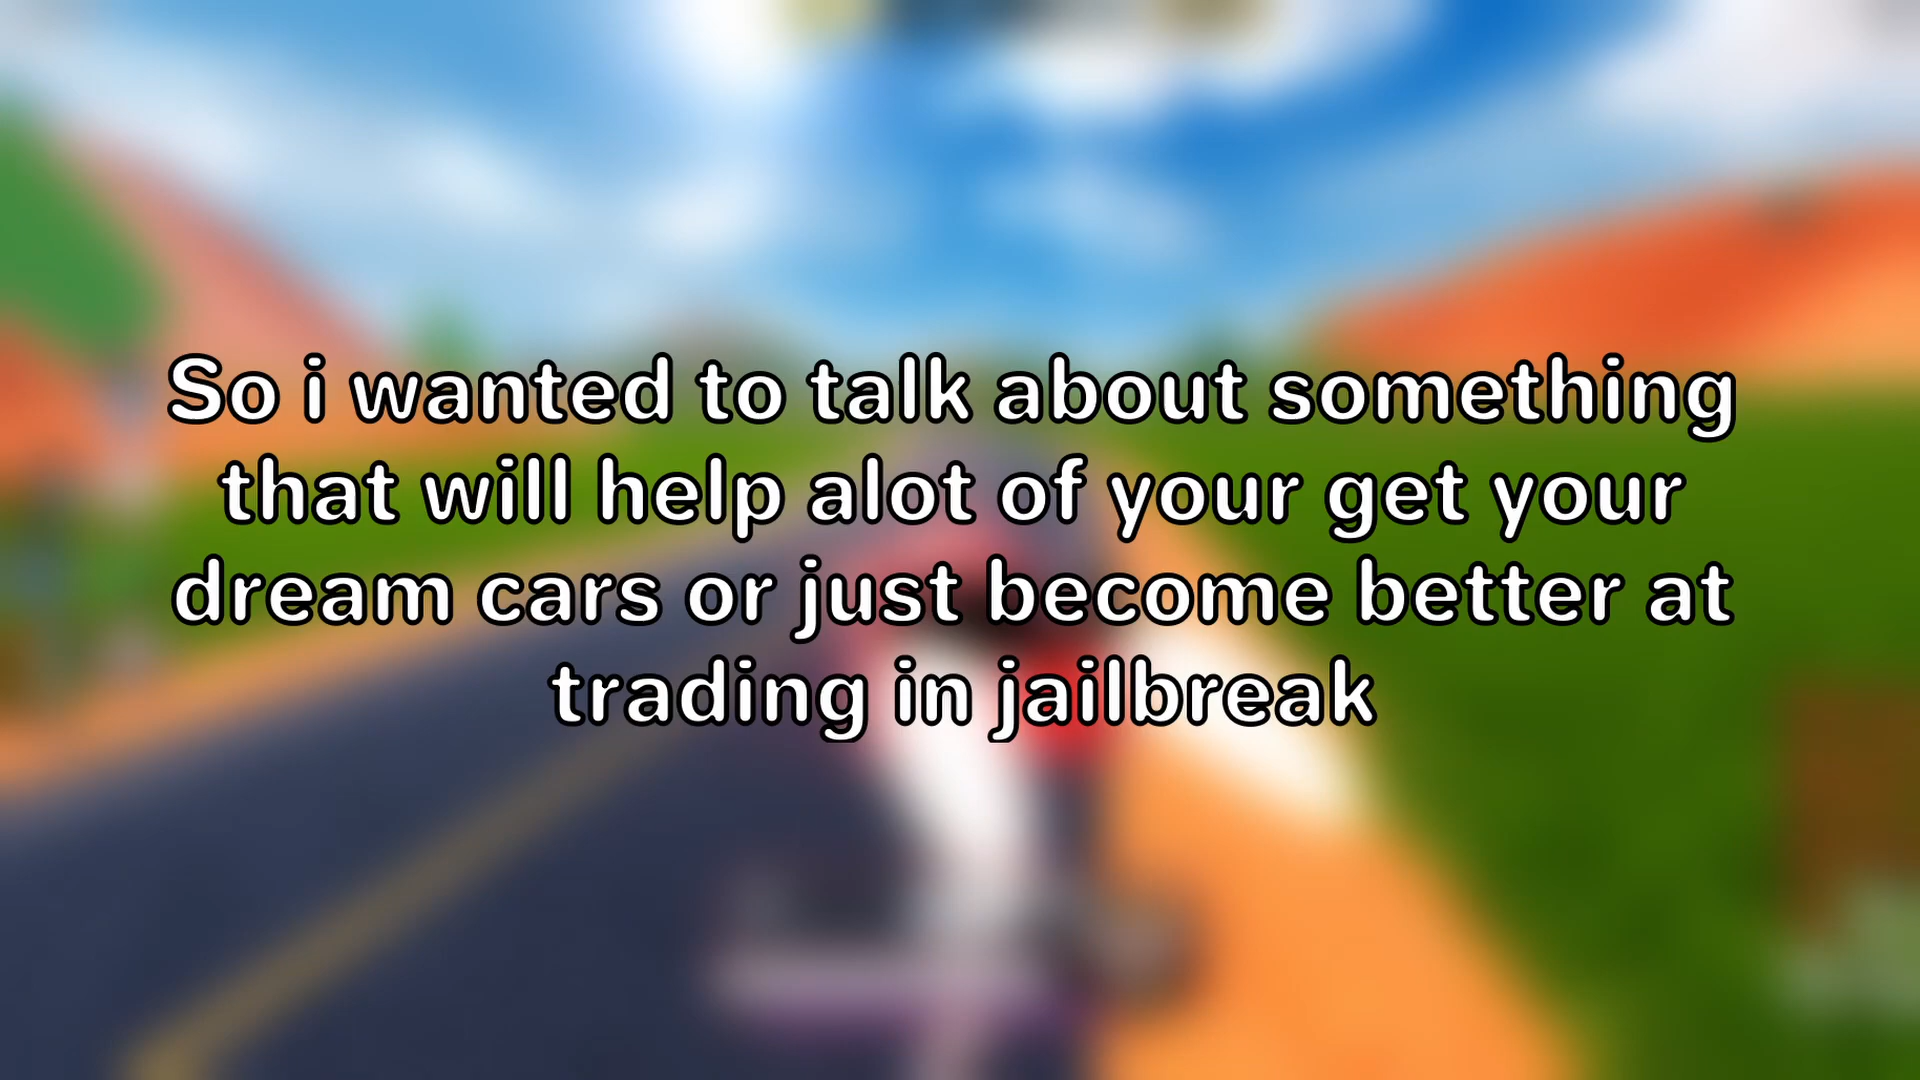 So i wanted to talk about something
that will help alot of your get your
dream cars or just become better at
trading in jailbreak